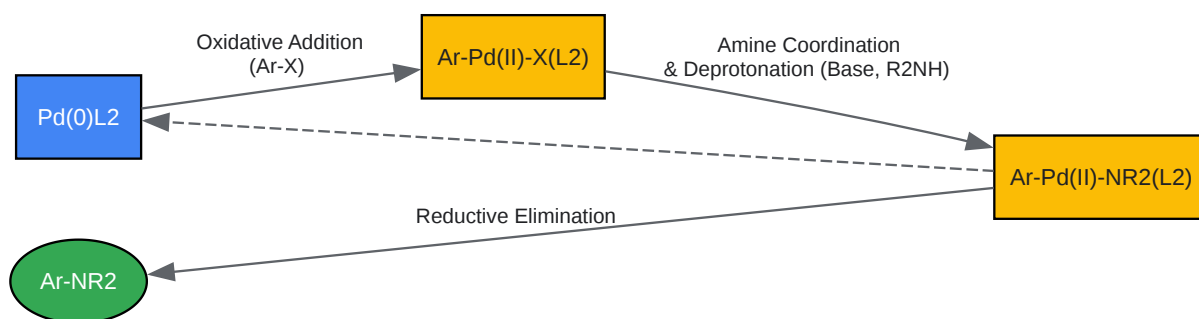 Oxidative Addition
(Ar-X)
Ar-Pd(II)-X(L2)
Amine Coordination
& Deprotonation (Base, R2NH)
Pd(0)L2
Ar-Pd(II)-NR2(L2)
Reductive Elimination
Ar-NR2